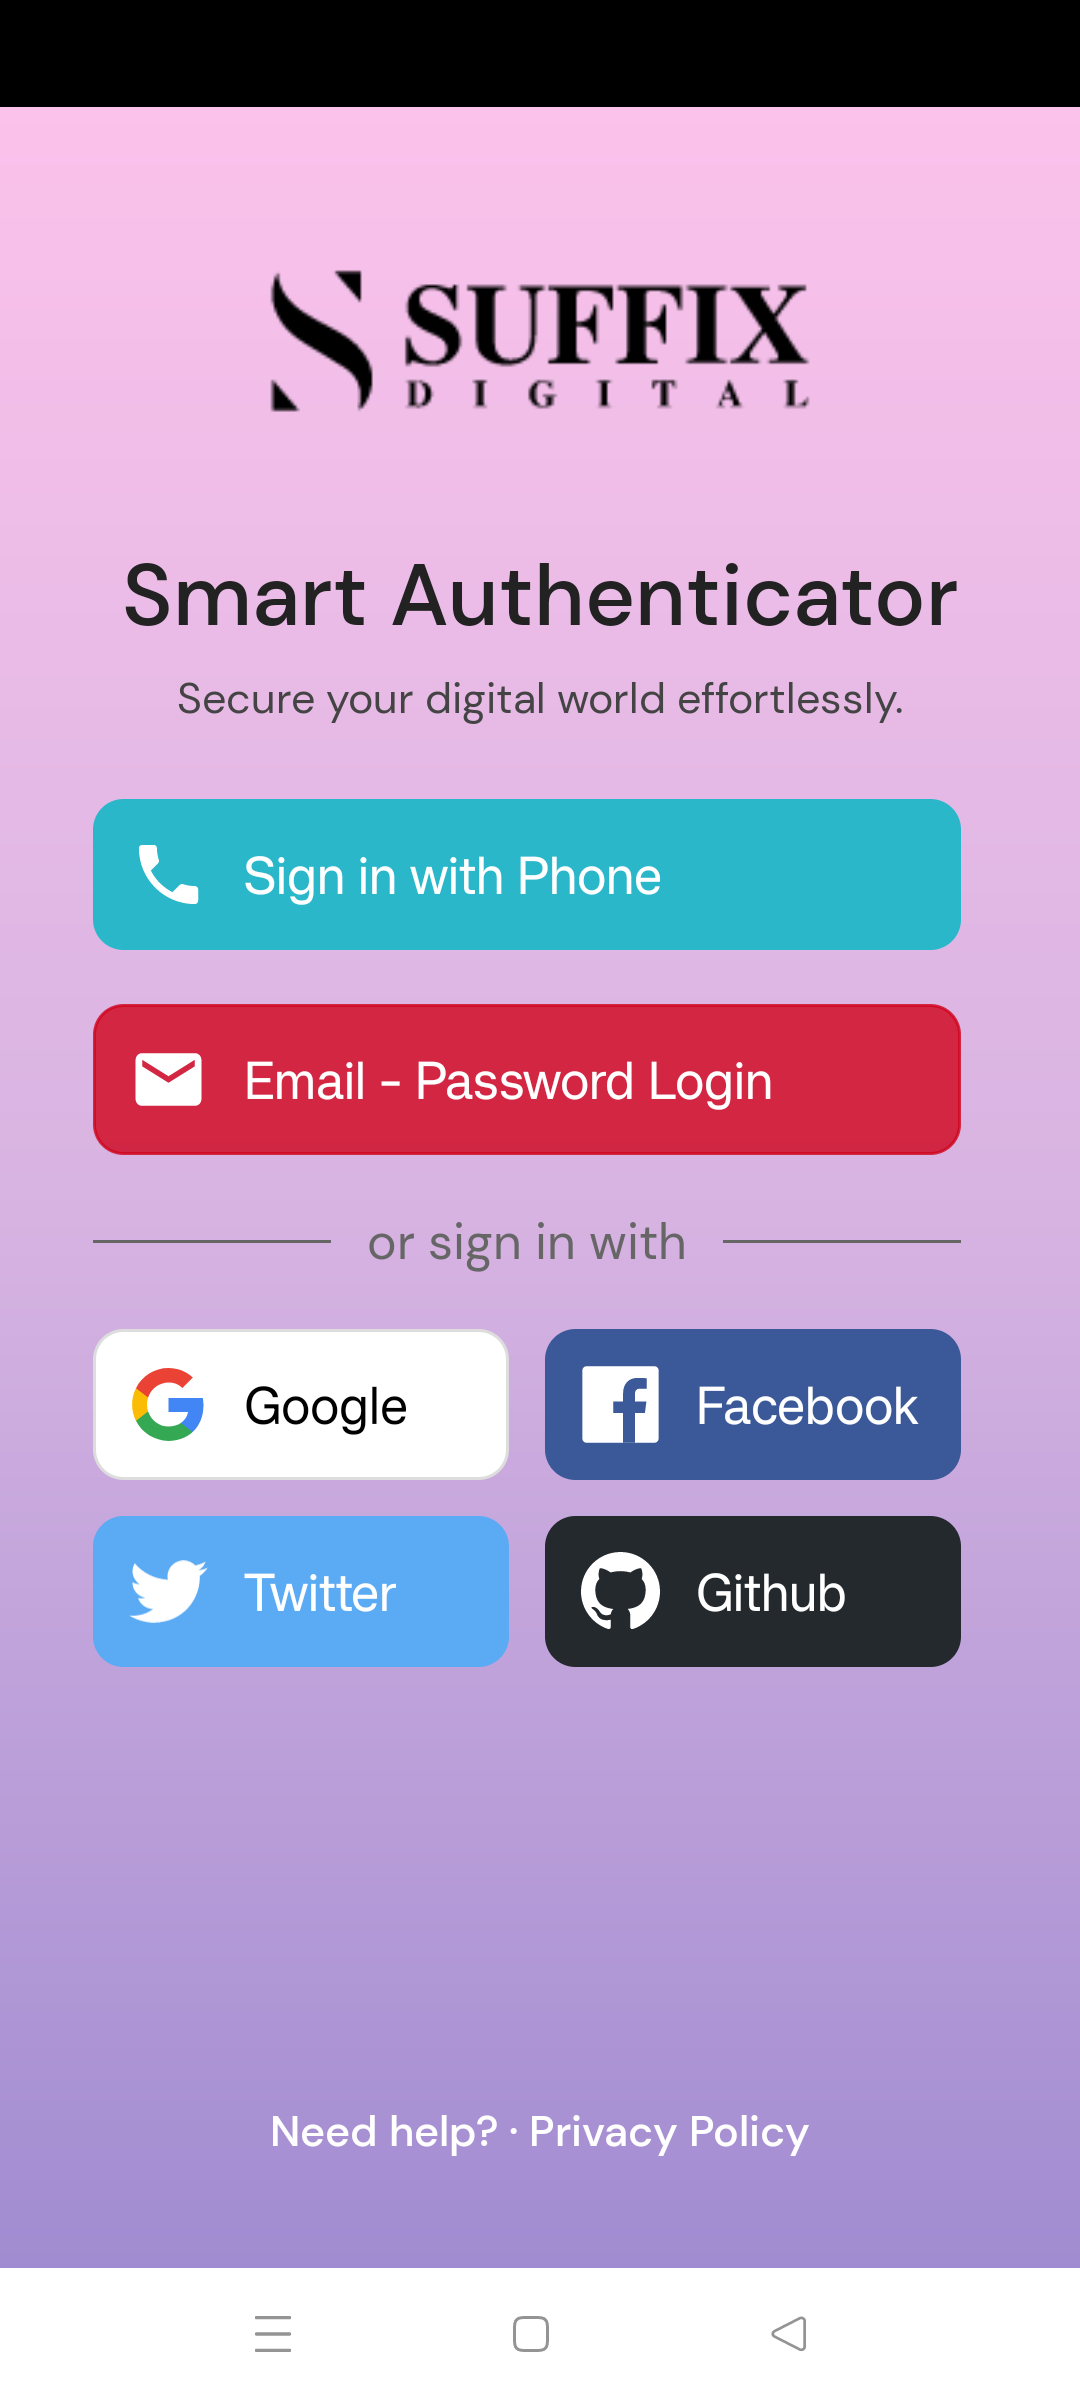 SUFFIX
DIGITAL
Smart Authenticator
Secure your digital world effortlessly.
Sign in with Phone
Email - Password Login
or sign in with
Google
Facebook
Twitter
Github
Need help? · Privacy Policy